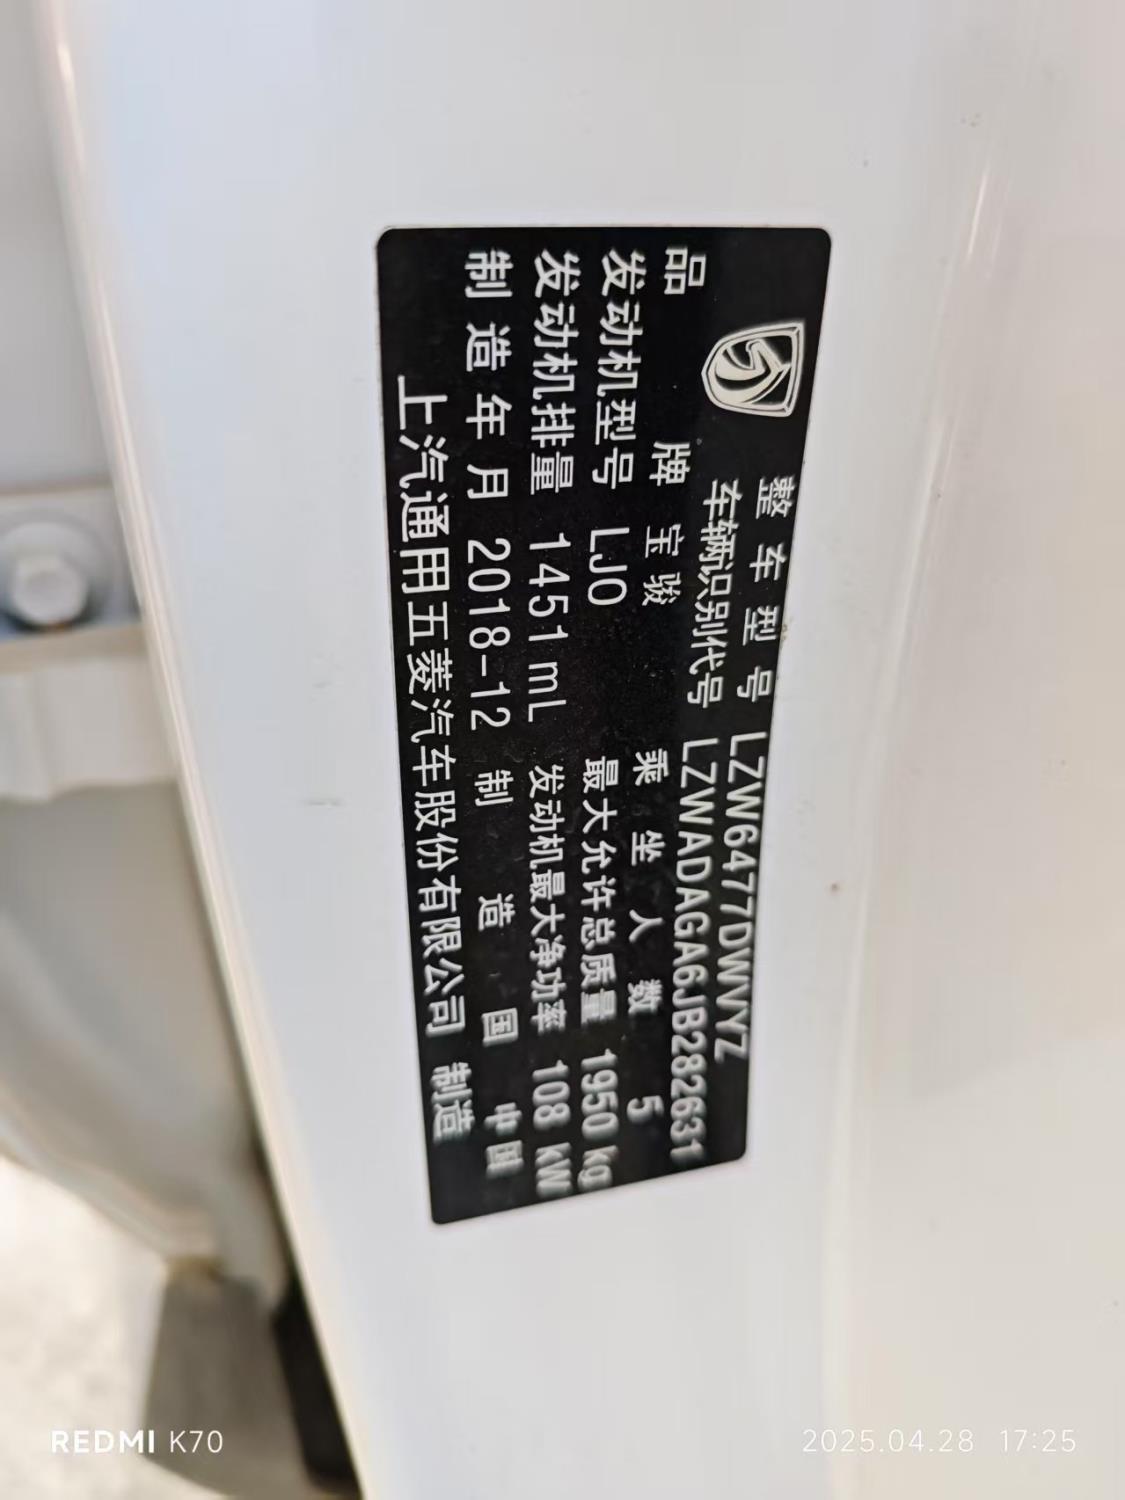 整车型号 LZW6477DWVYZ
车辆识别代号 LZWADAGA6JB282631
品牌 宝骏 乘坐人数 5
发动机型号 LJO 最大允许总质量 1950 kg
发动机排量 1451 mL 发动机最大净功率 108 kW
制造年月 2018-12 制造国 中国
上汽通用五菱汽车股份有限公司 制造
REDMI K70
2025.04.28 17:25